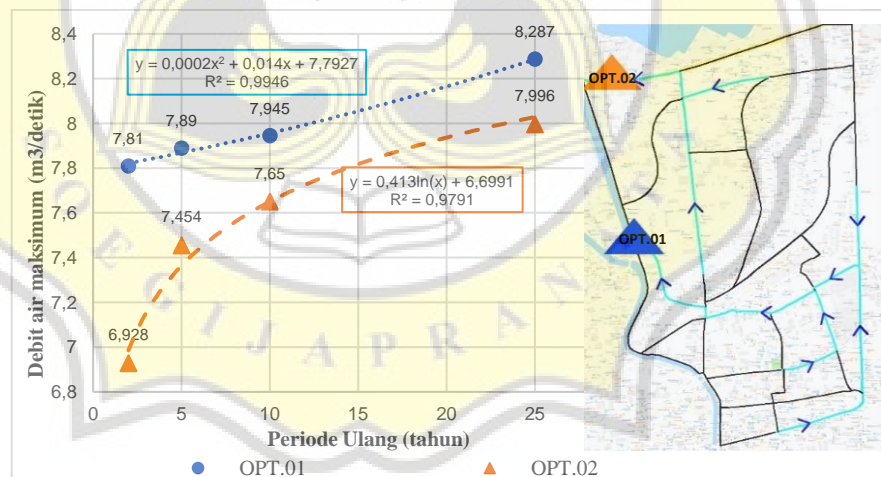 Debit air maksimum (m3/detik)
8,4
8,2
8
7,8
7,6
7,4
7,2
7
6,8
y = 0,0002x² + 0,014x + 7,7927
R² = 0,9946
8,287
7,996
7,81
7,89
7,945
7,65
y = 0,413ln(x) + 6,6991
R² = 0,9791
7,454
6,928
0
5
10
15
20
25
Periode Ulang (tahun)
OPT.01
OPT.02
OPT.02
OPT.01
SOEGIJAPRANATA